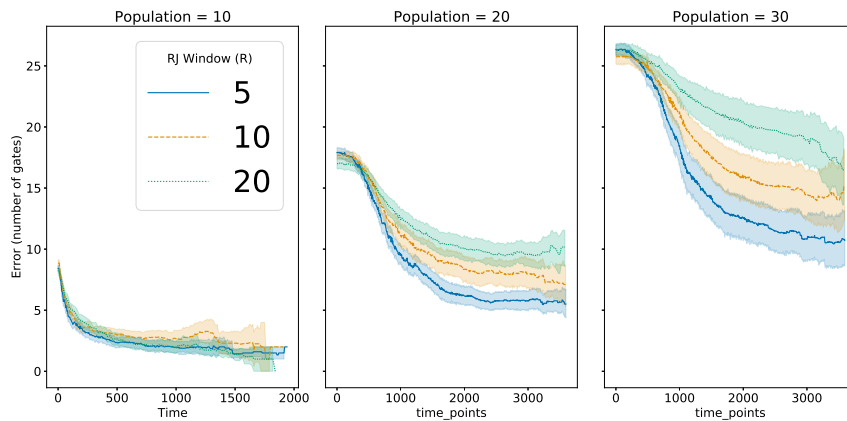 Population = 10
Population = 20
Population = 30
Error (number of gates)
25
20
15
10
5
0
RJ Window (R)
5
10
20
0 500 1000 1500 2000
0 1000 2000 3000
0 1000 2000 3000
Time
time_points
time_points